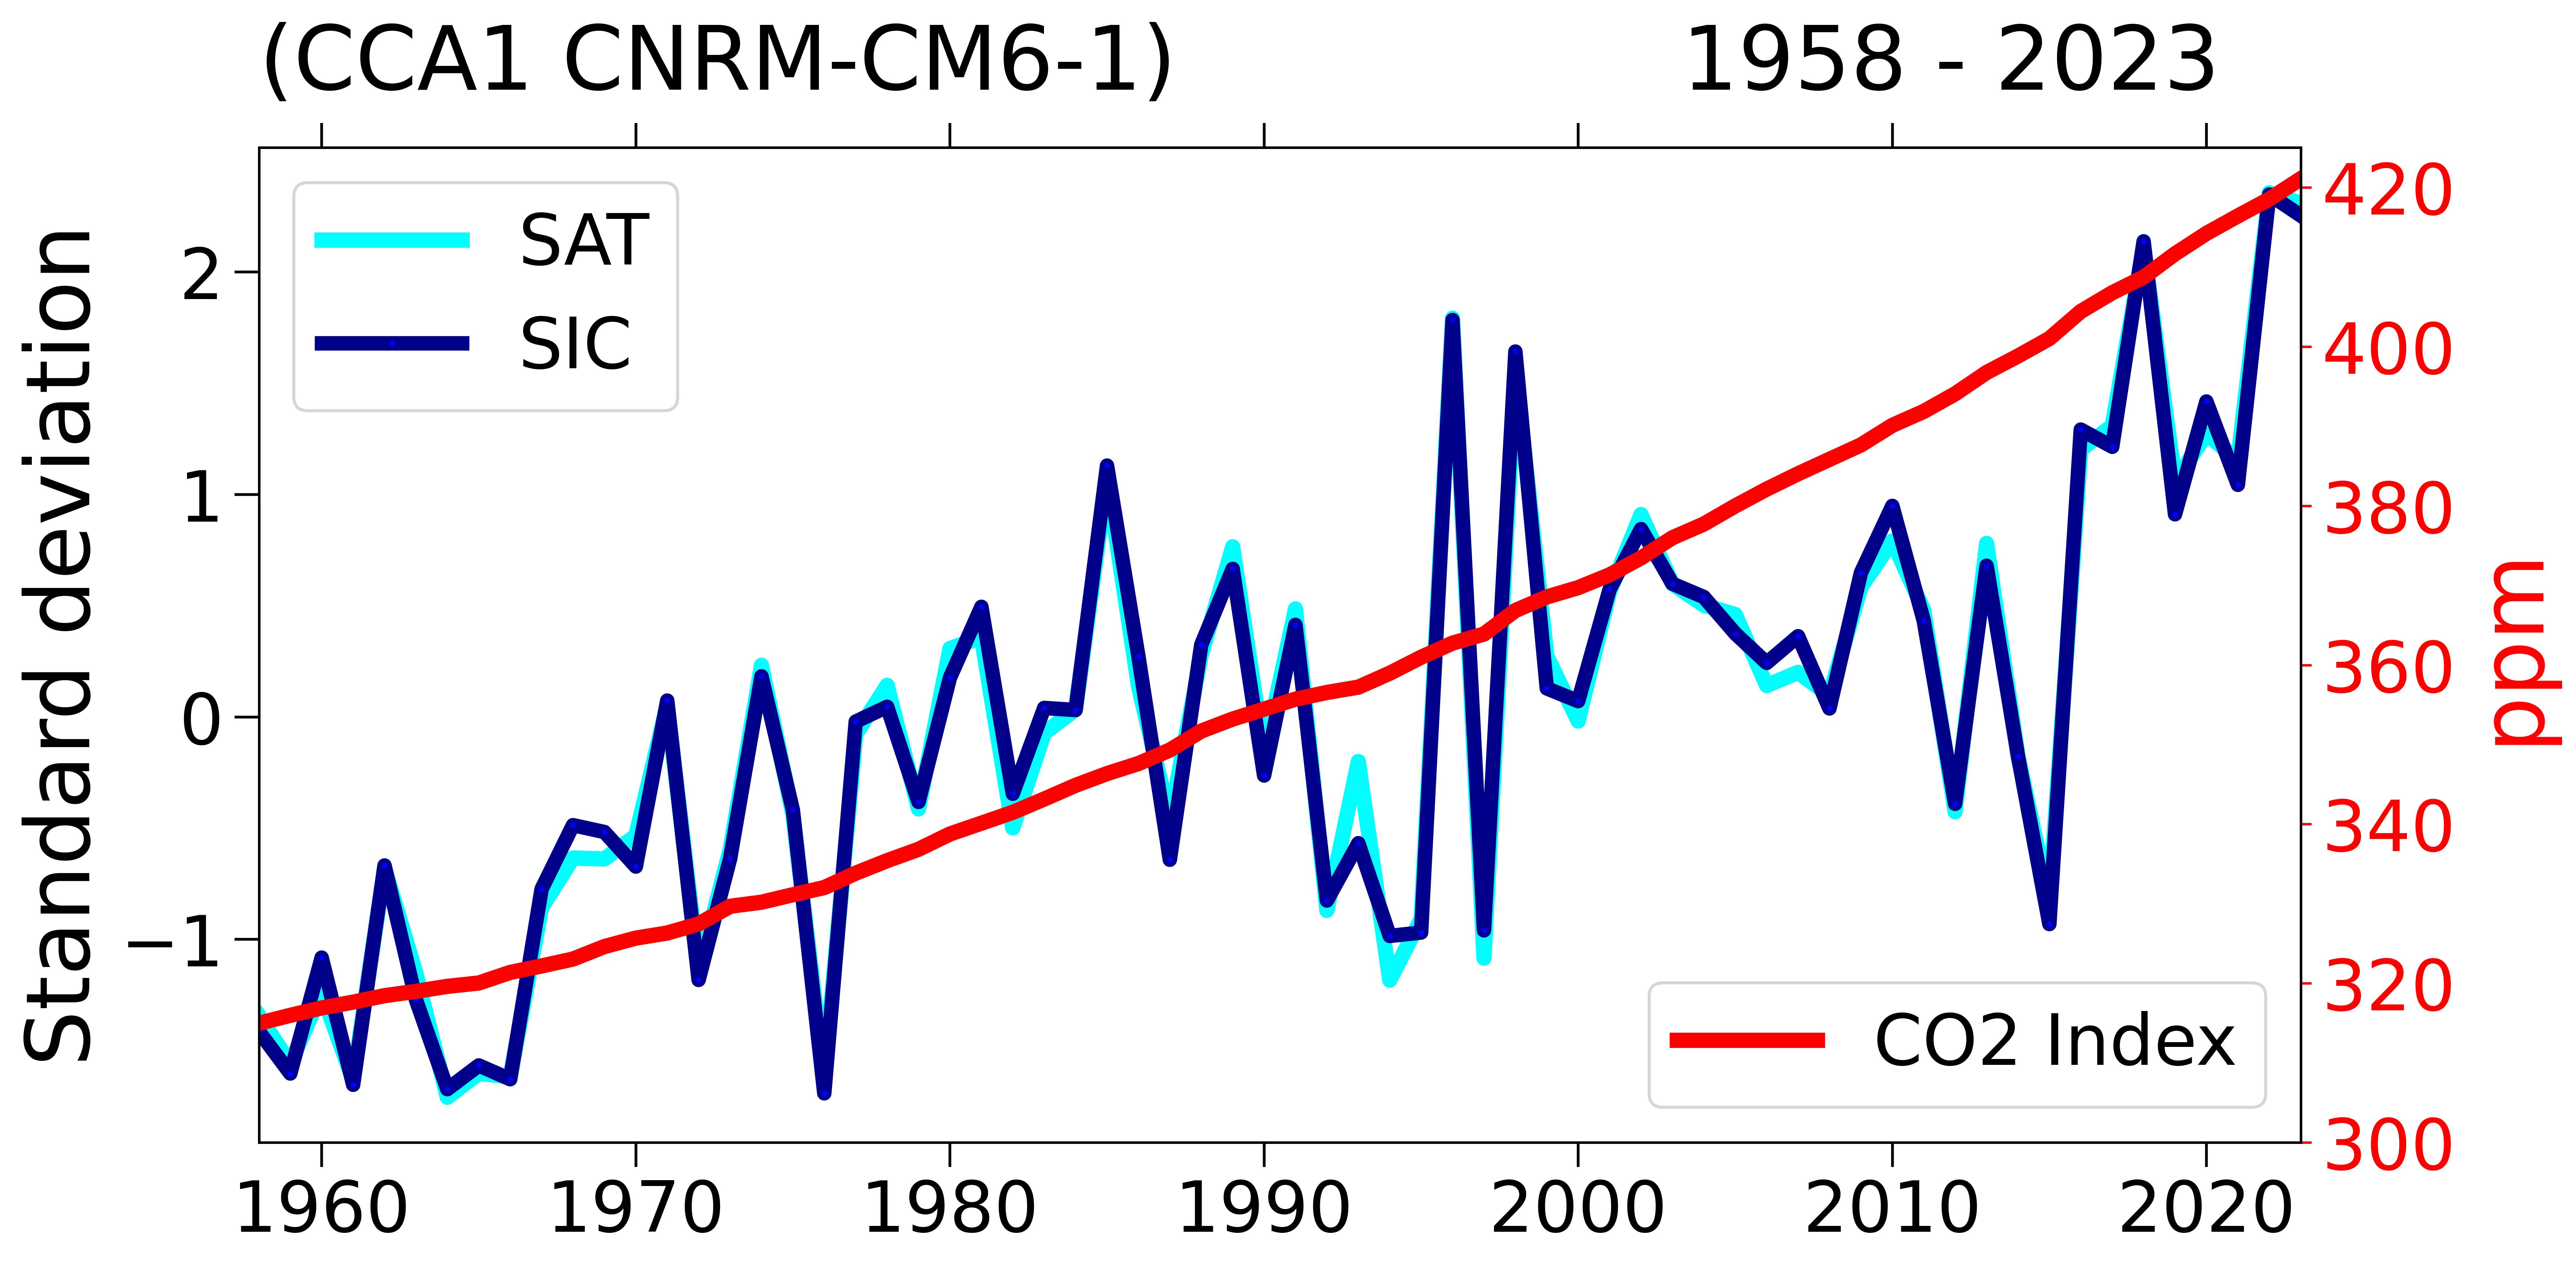 (CCA1 CNRM-CM6-1) 1958 - 2023
SAT
SIC
Standard deviation
2
1
0
−1
420
400
380
360
340
320
300
ppm
CO2 Index
1960 1970 1980 1990 2000 2010 2020